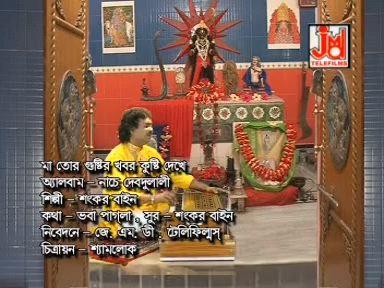 JMD
TELEFILMS
মা তোর গুষ্টির খবর কুষ্টি দেখে
অ্যালবাম – নাচে দেবদুলালী
শিল্পী – শংকর বাইন
কথা – ভবা পাগলা , সুর – শংকর বাইন
নিবেদনে – জে. এম. ডি . টেলিফিল্মস্
চিত্রায়ন – শ্যামলোক